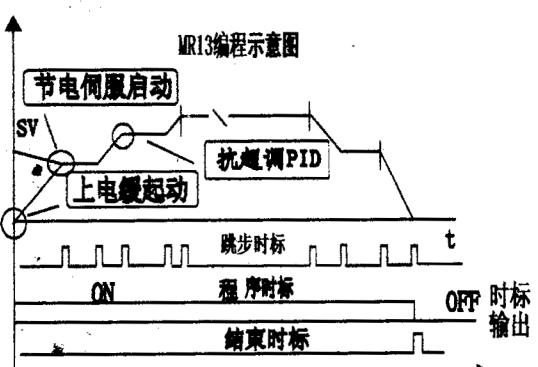 MR13编程示意图
节电伺服启动
SV
抗超调PID
上电缓起动
跳步时标
t
ON
程序时标
OFF
时标
输出
结束时标